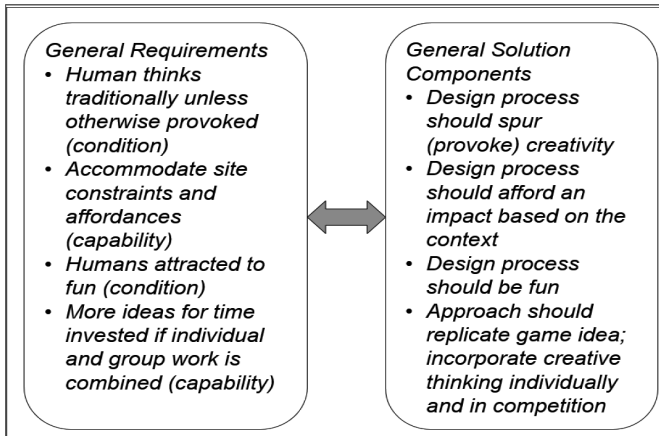 General Requirements
• Human thinks
traditionally unless
otherwise provoked
(condition)
• Accommodate site
constraints and
affordances
(capability)
• Humans attracted to
fun (condition)
• More ideas for time
invested if individual
and group work is
combined (capability)
General Solution
Components
• Design process
should spur
(provoke) creativity
• Design process
should afford an
impact based on the
context
• Design process
should be fun
• Approach should
replicate game idea;
incorporate creative
thinking individually
and in competition